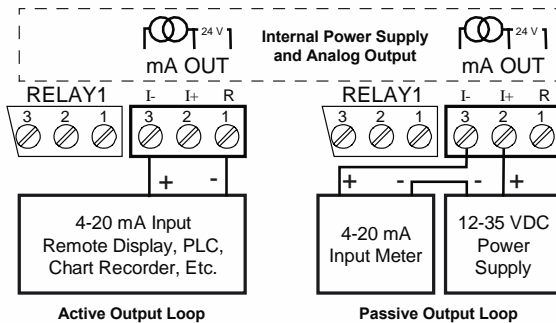 24 V
Internal Power Supply
and Analog Output
24 V
mA OUT
mA OUT
RELAY1
I- I+ R
RELAY1
I- I+ R
3 2 1
3 2 1
3 2 1
3 2 1
+ -
+ - - +
4-20 mA Input
Remote Display, PLC,
Chart Recorder, Etc.
4-20 mA
Input Meter
12-35 VDC
Power
Supply
Active Output Loop
Passive Output Loop